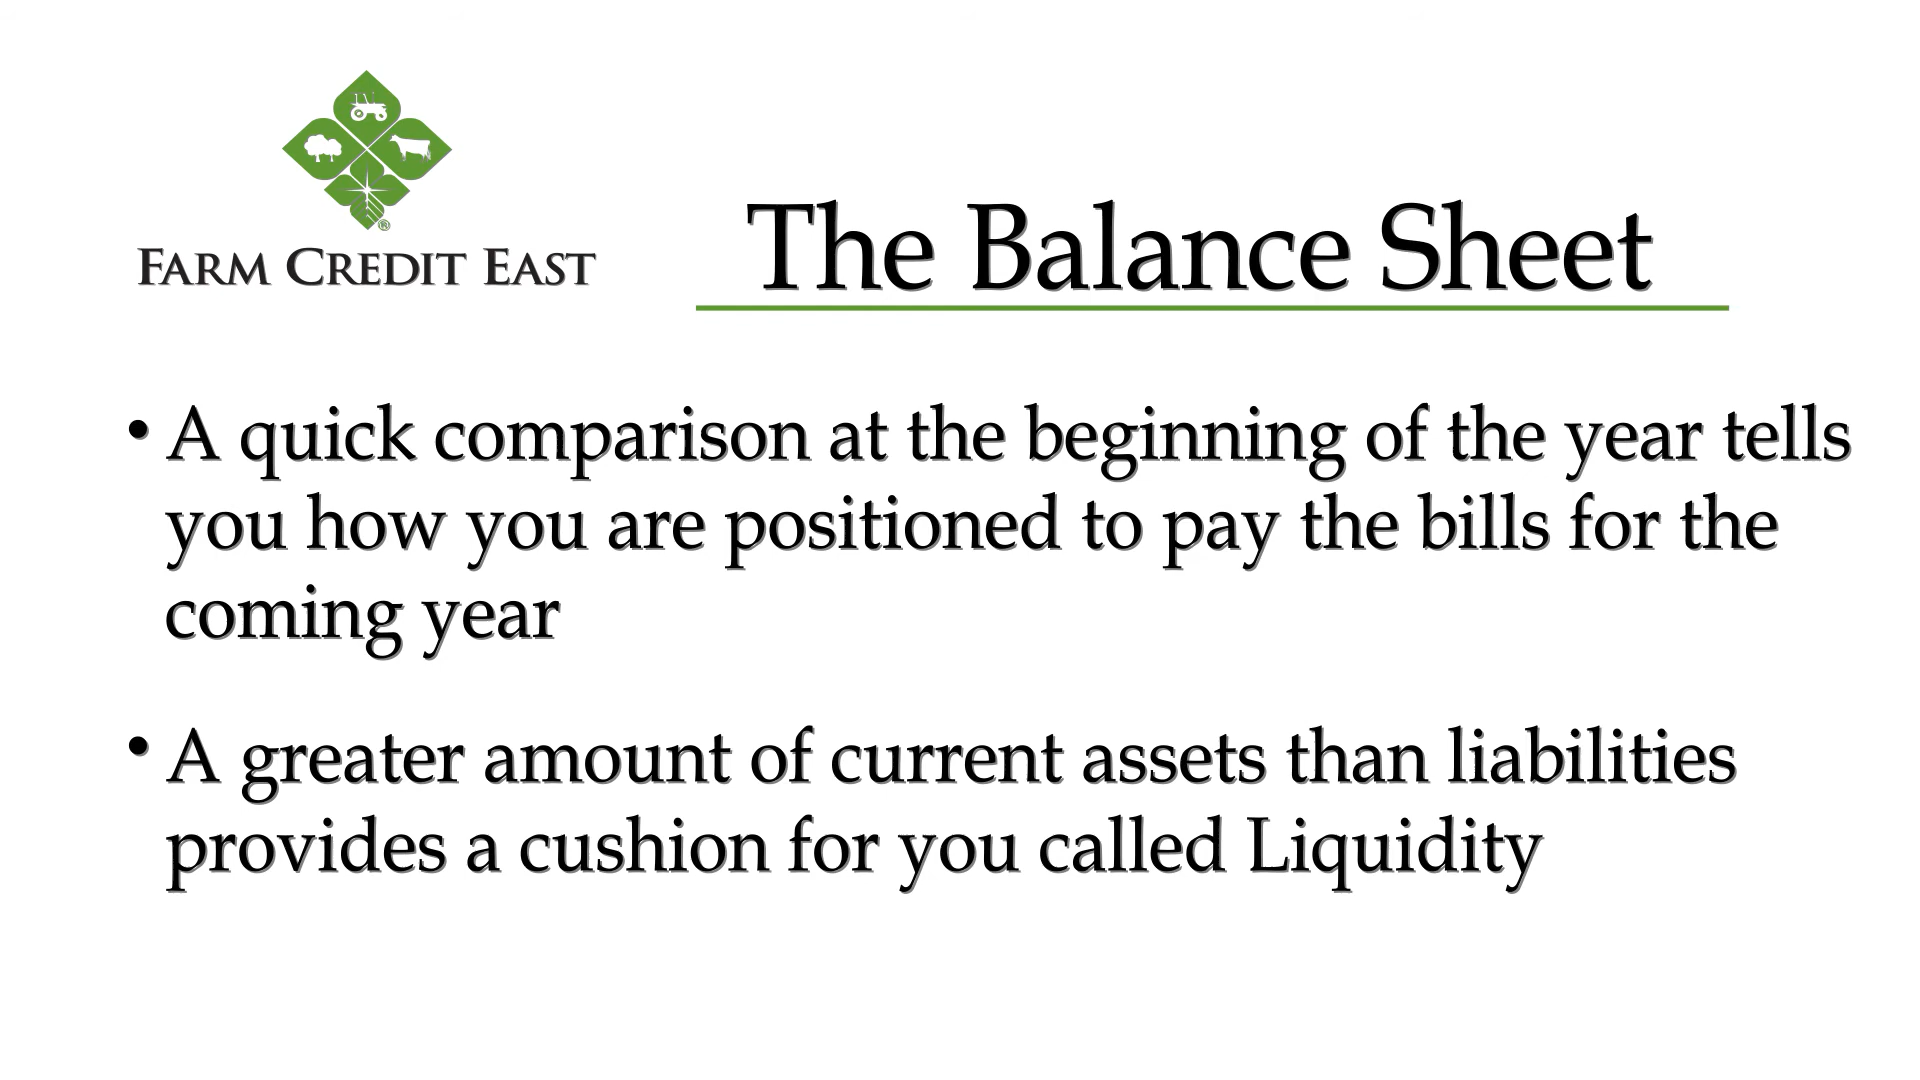 ®
FARM CREDIT EAST
The Balance Sheet
• A quick comparison at the beginning of the year tells
you how you are positioned to pay the bills for the
coming year
• A greater amount of current assets than liabilities
provides a cushion for you called Liquidity